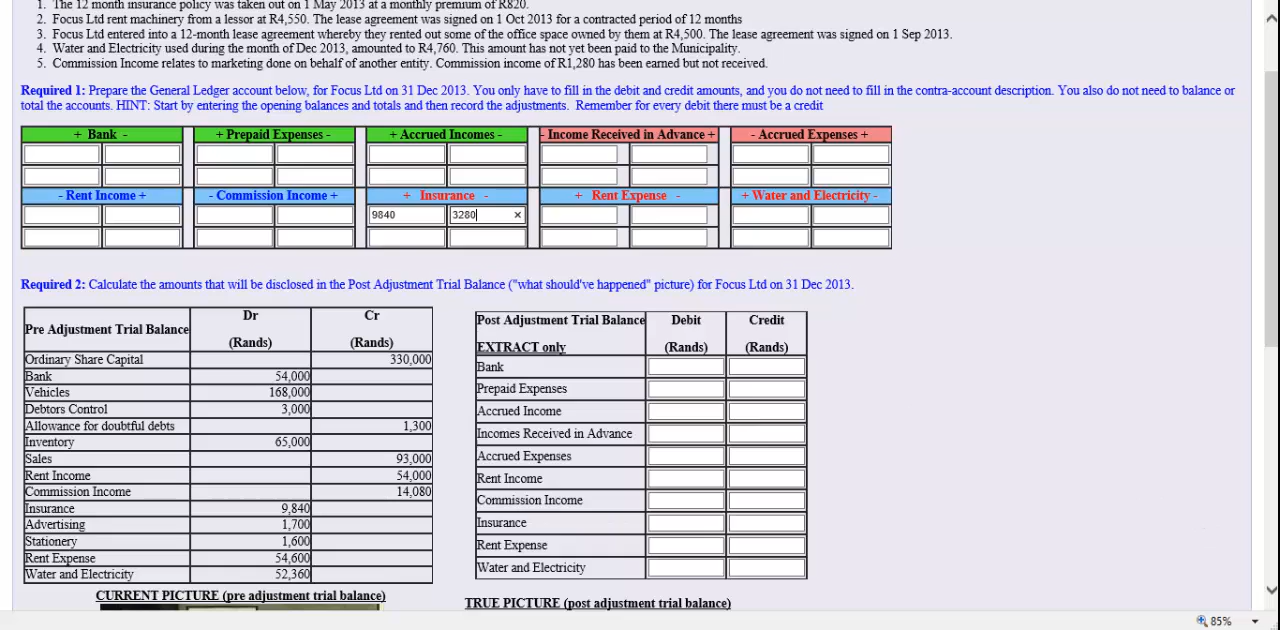 1. The 12 month insurance policy was taken out on 1 May 2013 at a monthly premium of R820.
2. Focus Ltd rent machinery from a lessor at R4,550. The lease agreement was signed on 1 Oct 2013 for a contracted period of 12 months
3. Focus Ltd entered into a 12-month lease agreement whereby they rented out some of the office space owned by them at R4,500. The lease agreement was signed on 1 Sep 2013.
4. Water and Electricity used during the month of Dec 2013, amounted to R4,760. This amount has not yet been paid to the Municipality.
5. Commission Income relates to marketing done on behalf of another entity. Commission income of R1,280 has been earned but not received.
Required 1: Prepare the General Ledger account below, for Focus Ltd on 31 Dec 2013. You only have to fill in the debit and credit amounts, and you do not need to fill in the contra-account description. You also do not need to balance or
total the accounts. HINT: Start by entering the opening balances and totals and then record the adjustments. Remember for every debit there must be a credit
+ Bank - + Prepaid Expenses - + Accrued Incomes - - Income Received in Advance + - Accrued Expenses +
- Rent Income + - Commission Income + + Insurance - + Rent Expense - + Water and Electricity -
9840 3280 ×
Required 2: Calculate the amounts that will be disclosed in the Post Adjustment Trial Balance ("what should've happened" picture) for Focus Ltd on 31 Dec 2013.
Pre Adjustment Trial Balance Dr (Rands) Cr (Rands)
Ordinary Share Capital 330,000
Bank 54,000
Vehicles 168,000
Debtors Control 3,000
Allowance for doubtful debts 1,300
Inventory 65,000
Sales 93,000
Rent Income 54,000
Commission Income 14,080
Insurance 9,840
Advertising 1,700
Stationery 1,600
Rent Expense 54,600
Water and Electricity 52,360
CURRENT PICTURE (pre adjustment trial balance)
Post Adjustment Trial Balance Debit Credit
EXTRACT only (Rands) (Rands)
Bank
Prepaid Expenses
Accrued Income
Incomes Received in Advance
Accrued Expenses
Rent Income
Commission Income
Insurance
Rent Expense
Water and Electricity
TRUE PICTURE (post adjustment trial balance)
85%